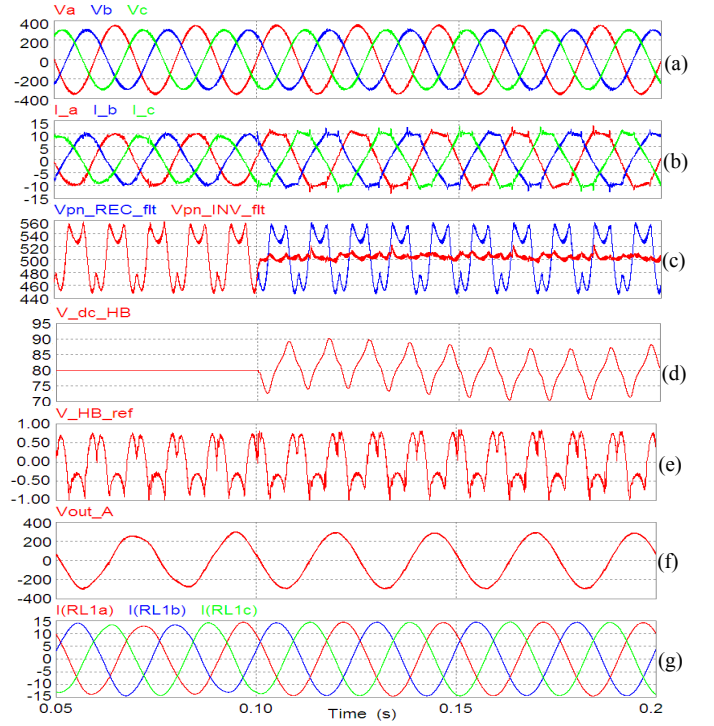 Va Vb Vc
400
200
0
-200
-400
(a)
I_a I_b I_c
15
10
5
0
-5
-10
-15
(b)
Vpn_REC_flt Vpn_INV_flt
560
540
520
500
480
460
440
(c)
V_dc_HB
95
90
85
80
75
70
(d)
V_HB_ref
1.00
0.50
0.00
-0.50
-1.00
(e)
Vout_A
400
200
0
-200
-400
(f)
I(RL1a) I(RL1b) I(RL1c)
15
10
5
0
-5
-10
-15
(g)
0.05 0.10 0.15 0.2
Time (s)